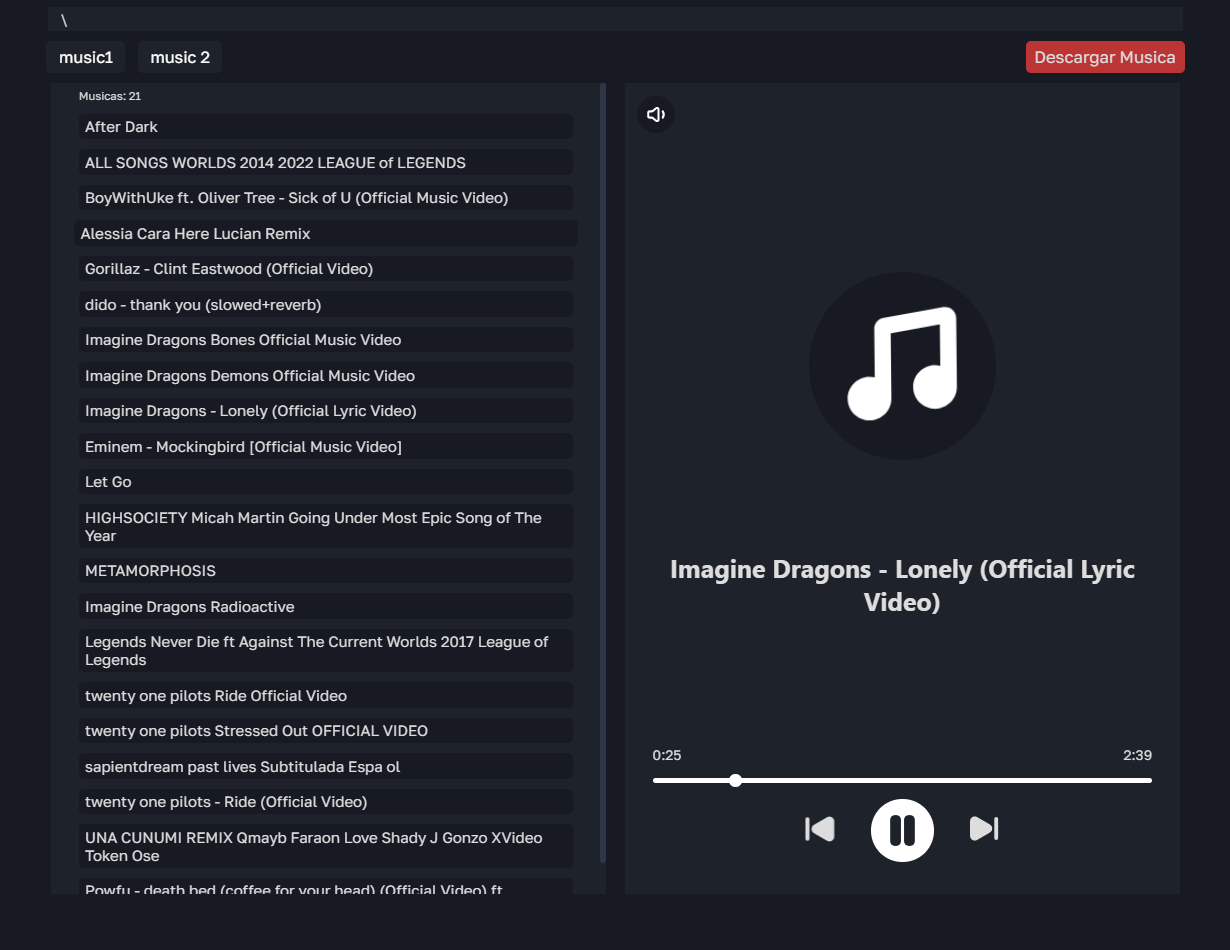 \
music1
music 2
Descargar Musica
Musicas: 21
After Dark
ALL SONGS WORLDS 2014 2022 LEAGUE of LEGENDS
BoyWithUke ft. Oliver Tree - Sick of U (Official Music Video)
Alessia Cara Here Lucian Remix
Gorillaz - Clint Eastwood (Official Video)
dido - thank you (slowed+reverb)
Imagine Dragons Bones Official Music Video
Imagine Dragons Demons Official Music Video
Imagine Dragons - Lonely (Official Lyric Video)
Eminem - Mockingbird [Official Music Video]
Let Go
HIGHSOCIETY Micah Martin Going Under Most Epic Song of The
Year
METAMORPHOSIS
Imagine Dragons Radioactive
Legends Never Die ft Against The Current Worlds 2017 League of
Legends
twenty one pilots Ride Official Video
twenty one pilots Stressed Out OFFICIAL VIDEO
sapientdream past lives Subtitulada Espa ol
twenty one pilots - Ride (Official Video)
UNA CUNUMI REMIX Qmayb Faraon Love Shady J Gonzo XVideo
Token Ose
Powfu - death bed (coffee for your head) (Official Video) ft
Imagine Dragons - Lonely (Official Lyric
Video)
0:25
2:39